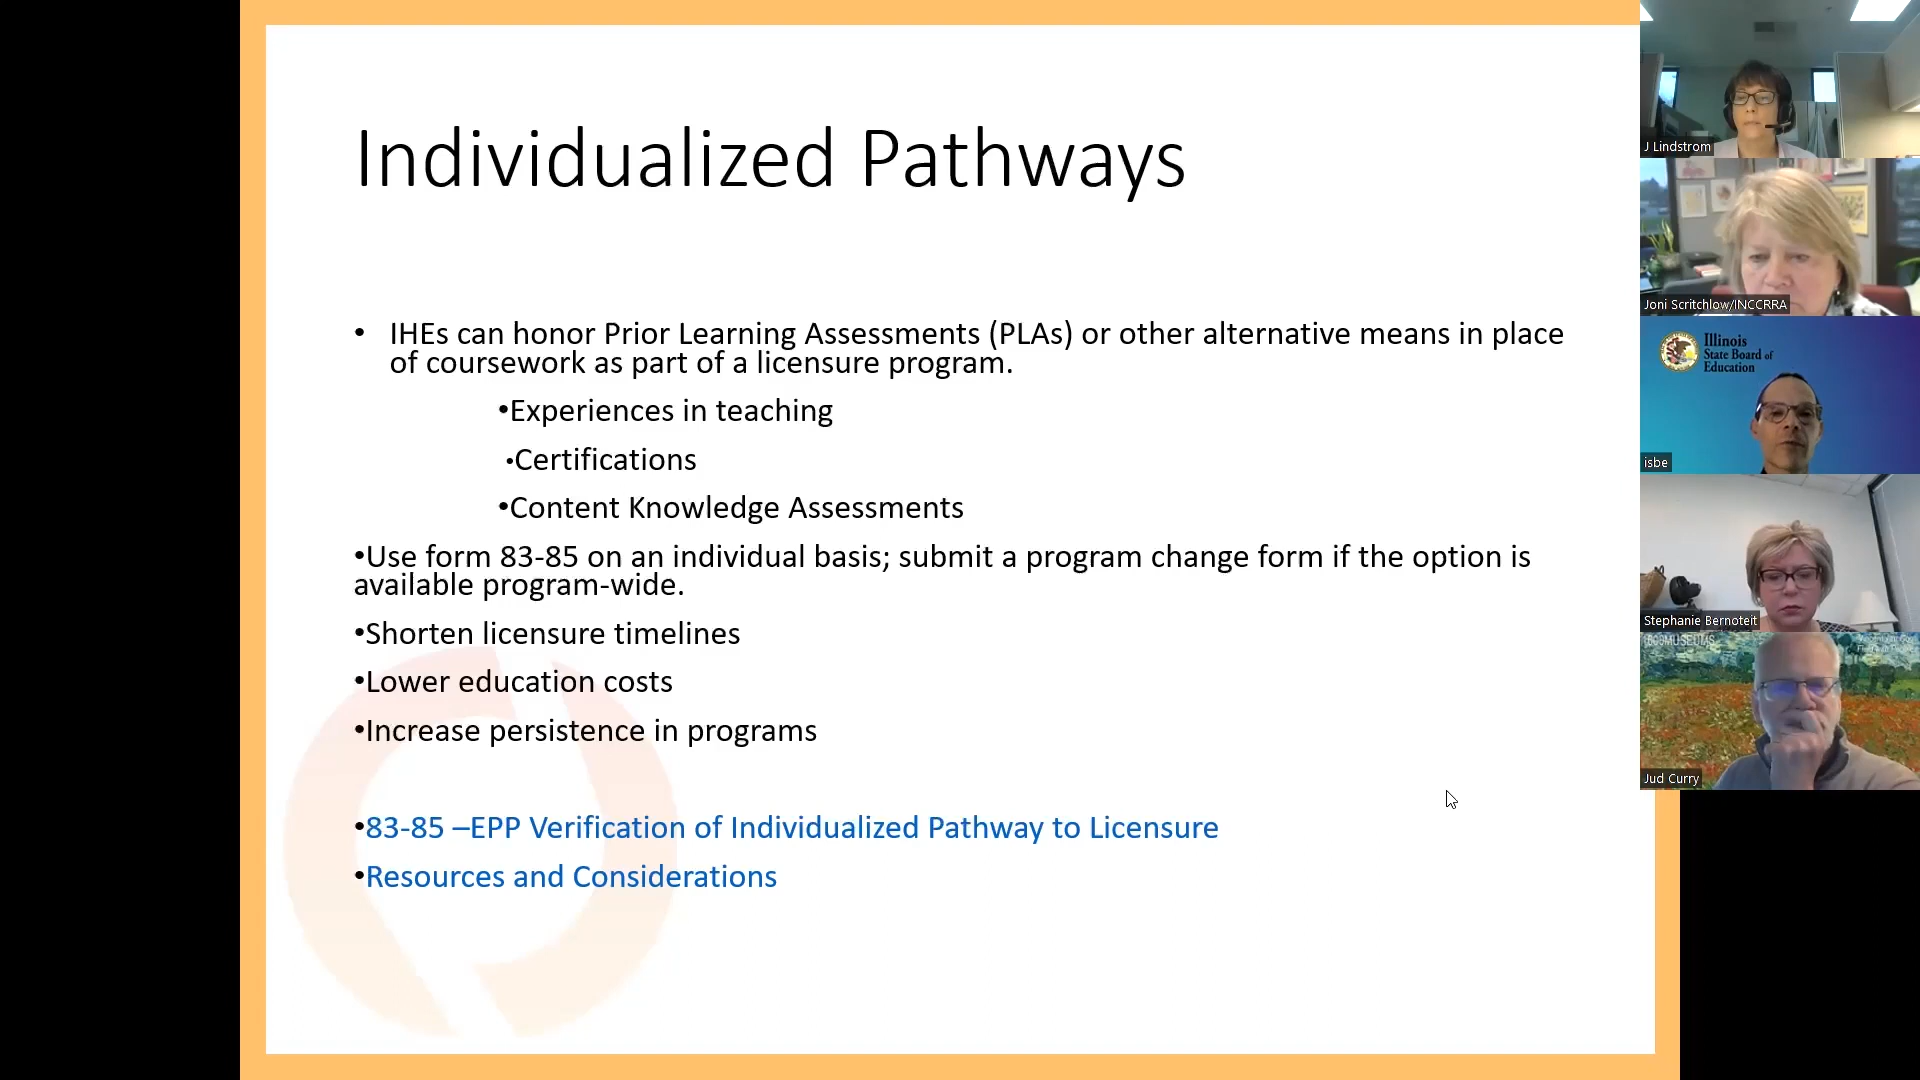 Individualized Pathways
• IHEs can honor Prior Learning Assessments (PLAs) or other alternative means in place
of coursework as part of a licensure program.
•Experiences in teaching
•Certifications
•Content Knowledge Assessments
•Use form 83-85 on an individual basis; submit a program change form if the option is
available program-wide.
•Shorten licensure timelines
•Lower education costs
•Increase persistence in programs
•83-85 –EPP Verification of Individualized Pathway to Licensure
•Resources and Considerations
J Lindstrom
Joni Scritchlow/INCCRRA
Illinois
State Board of
Education
isbe
Stephanie Bernoteit
Jud Curry